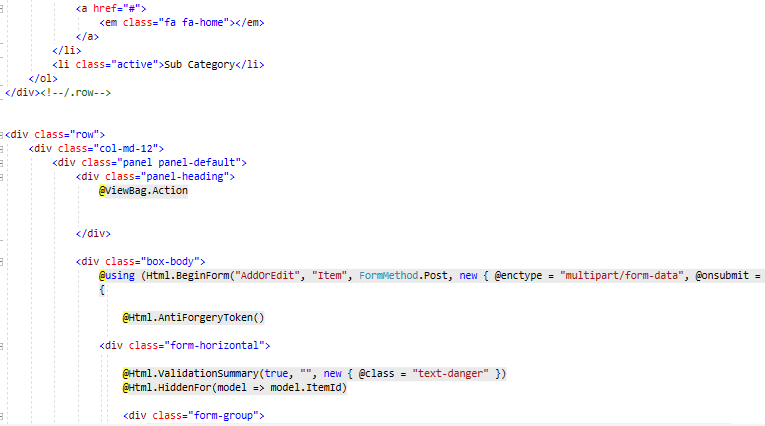 <a href="#">
<em class="fa fa-home"></em>
</a>
</li>
<li class="active">Sub Category</li>
</ol>
</div><!--/.row-->
<div class="row">
<div class="col-md-12">
<div class="panel panel-default">
<div class="panel-heading">
@ViewBag.Action
</div>
<div class="box-body">
@using (Html.BeginForm("AddOrEdit", "Item", FormMethod.Post, new { @enctype = "multipart/form-data", @onsubmit =
{
@Html.AntiForgeryToken()
<div class="form-horizontal">
@Html.ValidationSummary(true, "", new { @class = "text-danger" })
@Html.HiddenFor(model => model.ItemId)
<div class="form-group">